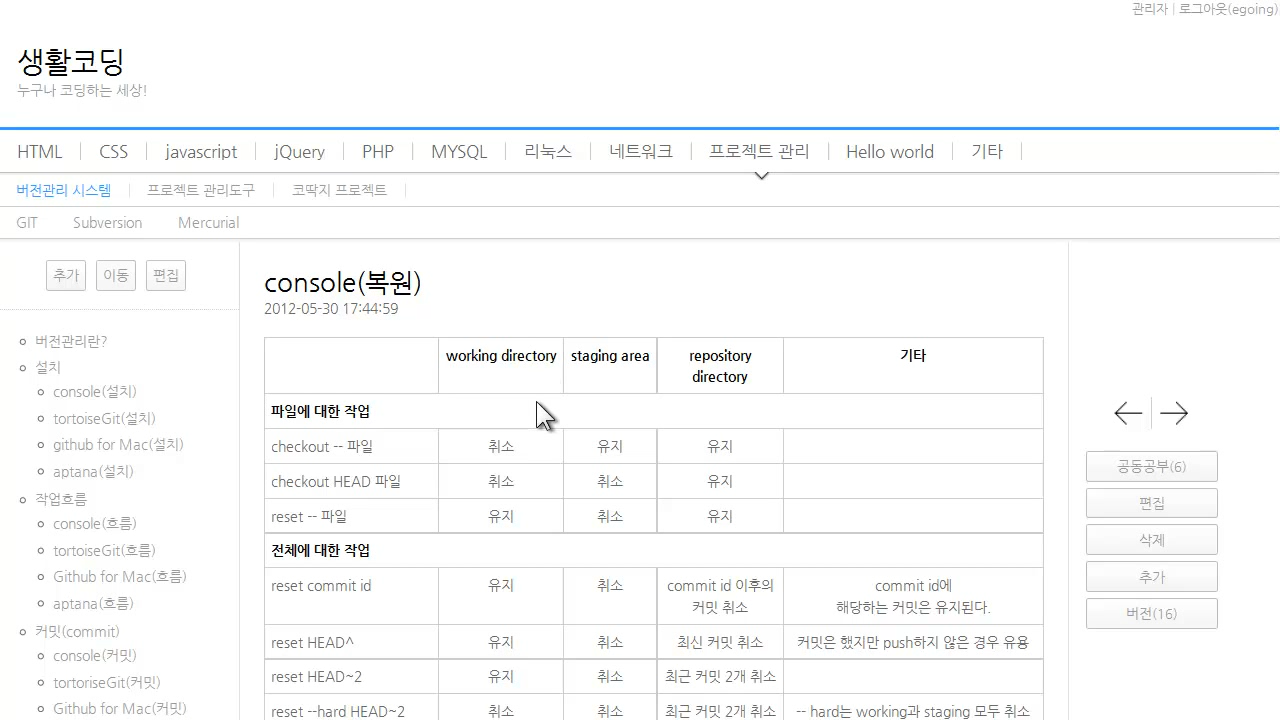 관리자 | 로그아웃(egoing)
생활코딩
누구나 코딩하는 세상!
HTML CSS javascript jQuery PHP MYSQL 리눅스 네트워크 프로젝트 관리 Hello world 기타
버전관리 시스템 프로젝트 관리도구 코딱지 프로젝트
GIT Subversion Mercurial
추가 이동 편집
버전관리란?
설치
console(설치)
tortoiseGit(설치)
github for Mac(설치)
aptana(설치)
작업흐름
console(흐름)
tortoiseGit(흐름)
Github for Mac(흐름)
aptana(흐름)
커밋(commit)
console(커밋)
tortoriseGit(커밋)
Github for Mac(커밋)
console(복원)
2012-05-30 17:44:59
working directory staging area repository directory 기타
파일에 대한 작업
checkout -- 파일 취소 유지 유지
checkout HEAD 파일 취소 취소 유지
reset -- 파일 유지 취소 유지
전체에 대한 작업
reset commit id 유지 취소 commit id 이후의 커밋 취소 commit id에 해당하는 커밋은 유지된다.
reset HEAD^ 유지 취소 최신 커밋 취소 커밋은 했지만 push하지 않은 경우 유용
reset HEAD~2 유지 취소 최근 커밋 2개 취소
reset --hard HEAD~2 취소 취소 최근 커밋 2개 취소 -- hard는 working과 staging 모두 취소
공동공부(6)
편집
삭제
추가
버전(16)